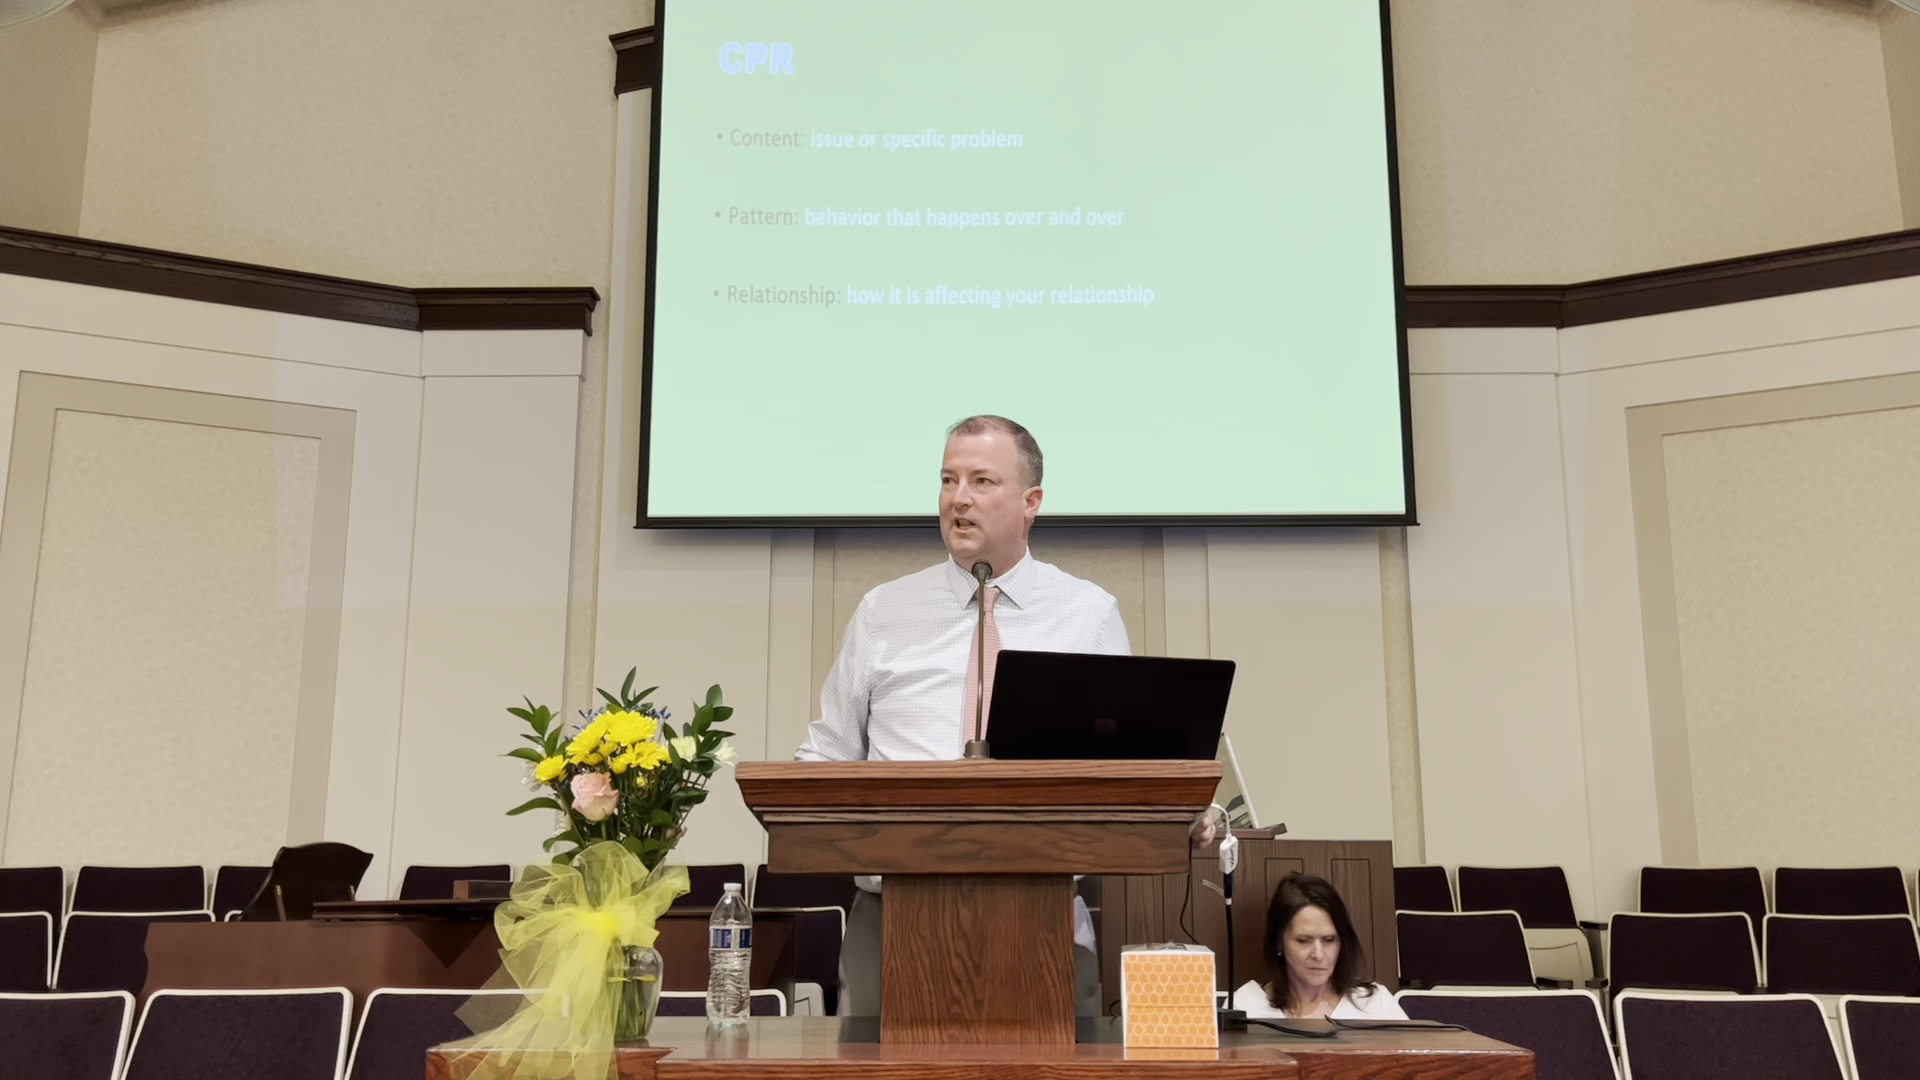 CPR
• Content: issue or specific problem
• Pattern: behavior that happens over and over
• Relationship: how it is affecting your relationship